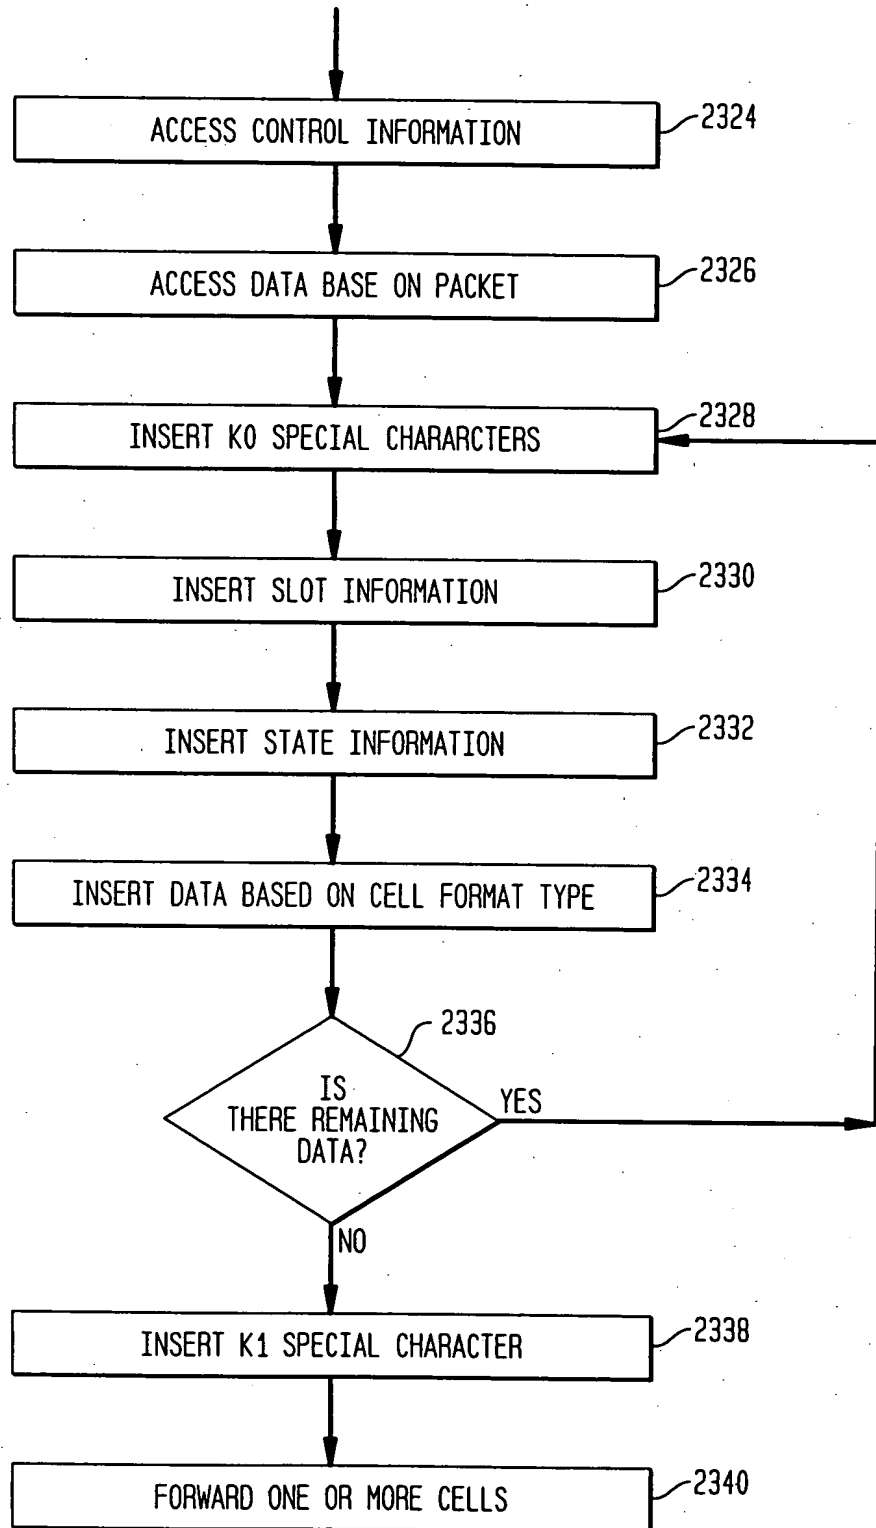 ACCESS CONTROL INFORMATION
2324
ACCESS DATA BASE ON PACKET
2326
INSERT K0 SPECIAL CHARARCTERS
2328
INSERT SLOT INFORMATION
2330
INSERT STATE INFORMATION
2332
INSERT DATA BASED ON CELL FORMAT TYPE
2334
2336
IS
THERE REMAINING
DATA?
YES
NO
INSERT K1 SPECIAL CHARACTER
2338
FORWARD ONE OR MORE CELLS
2340